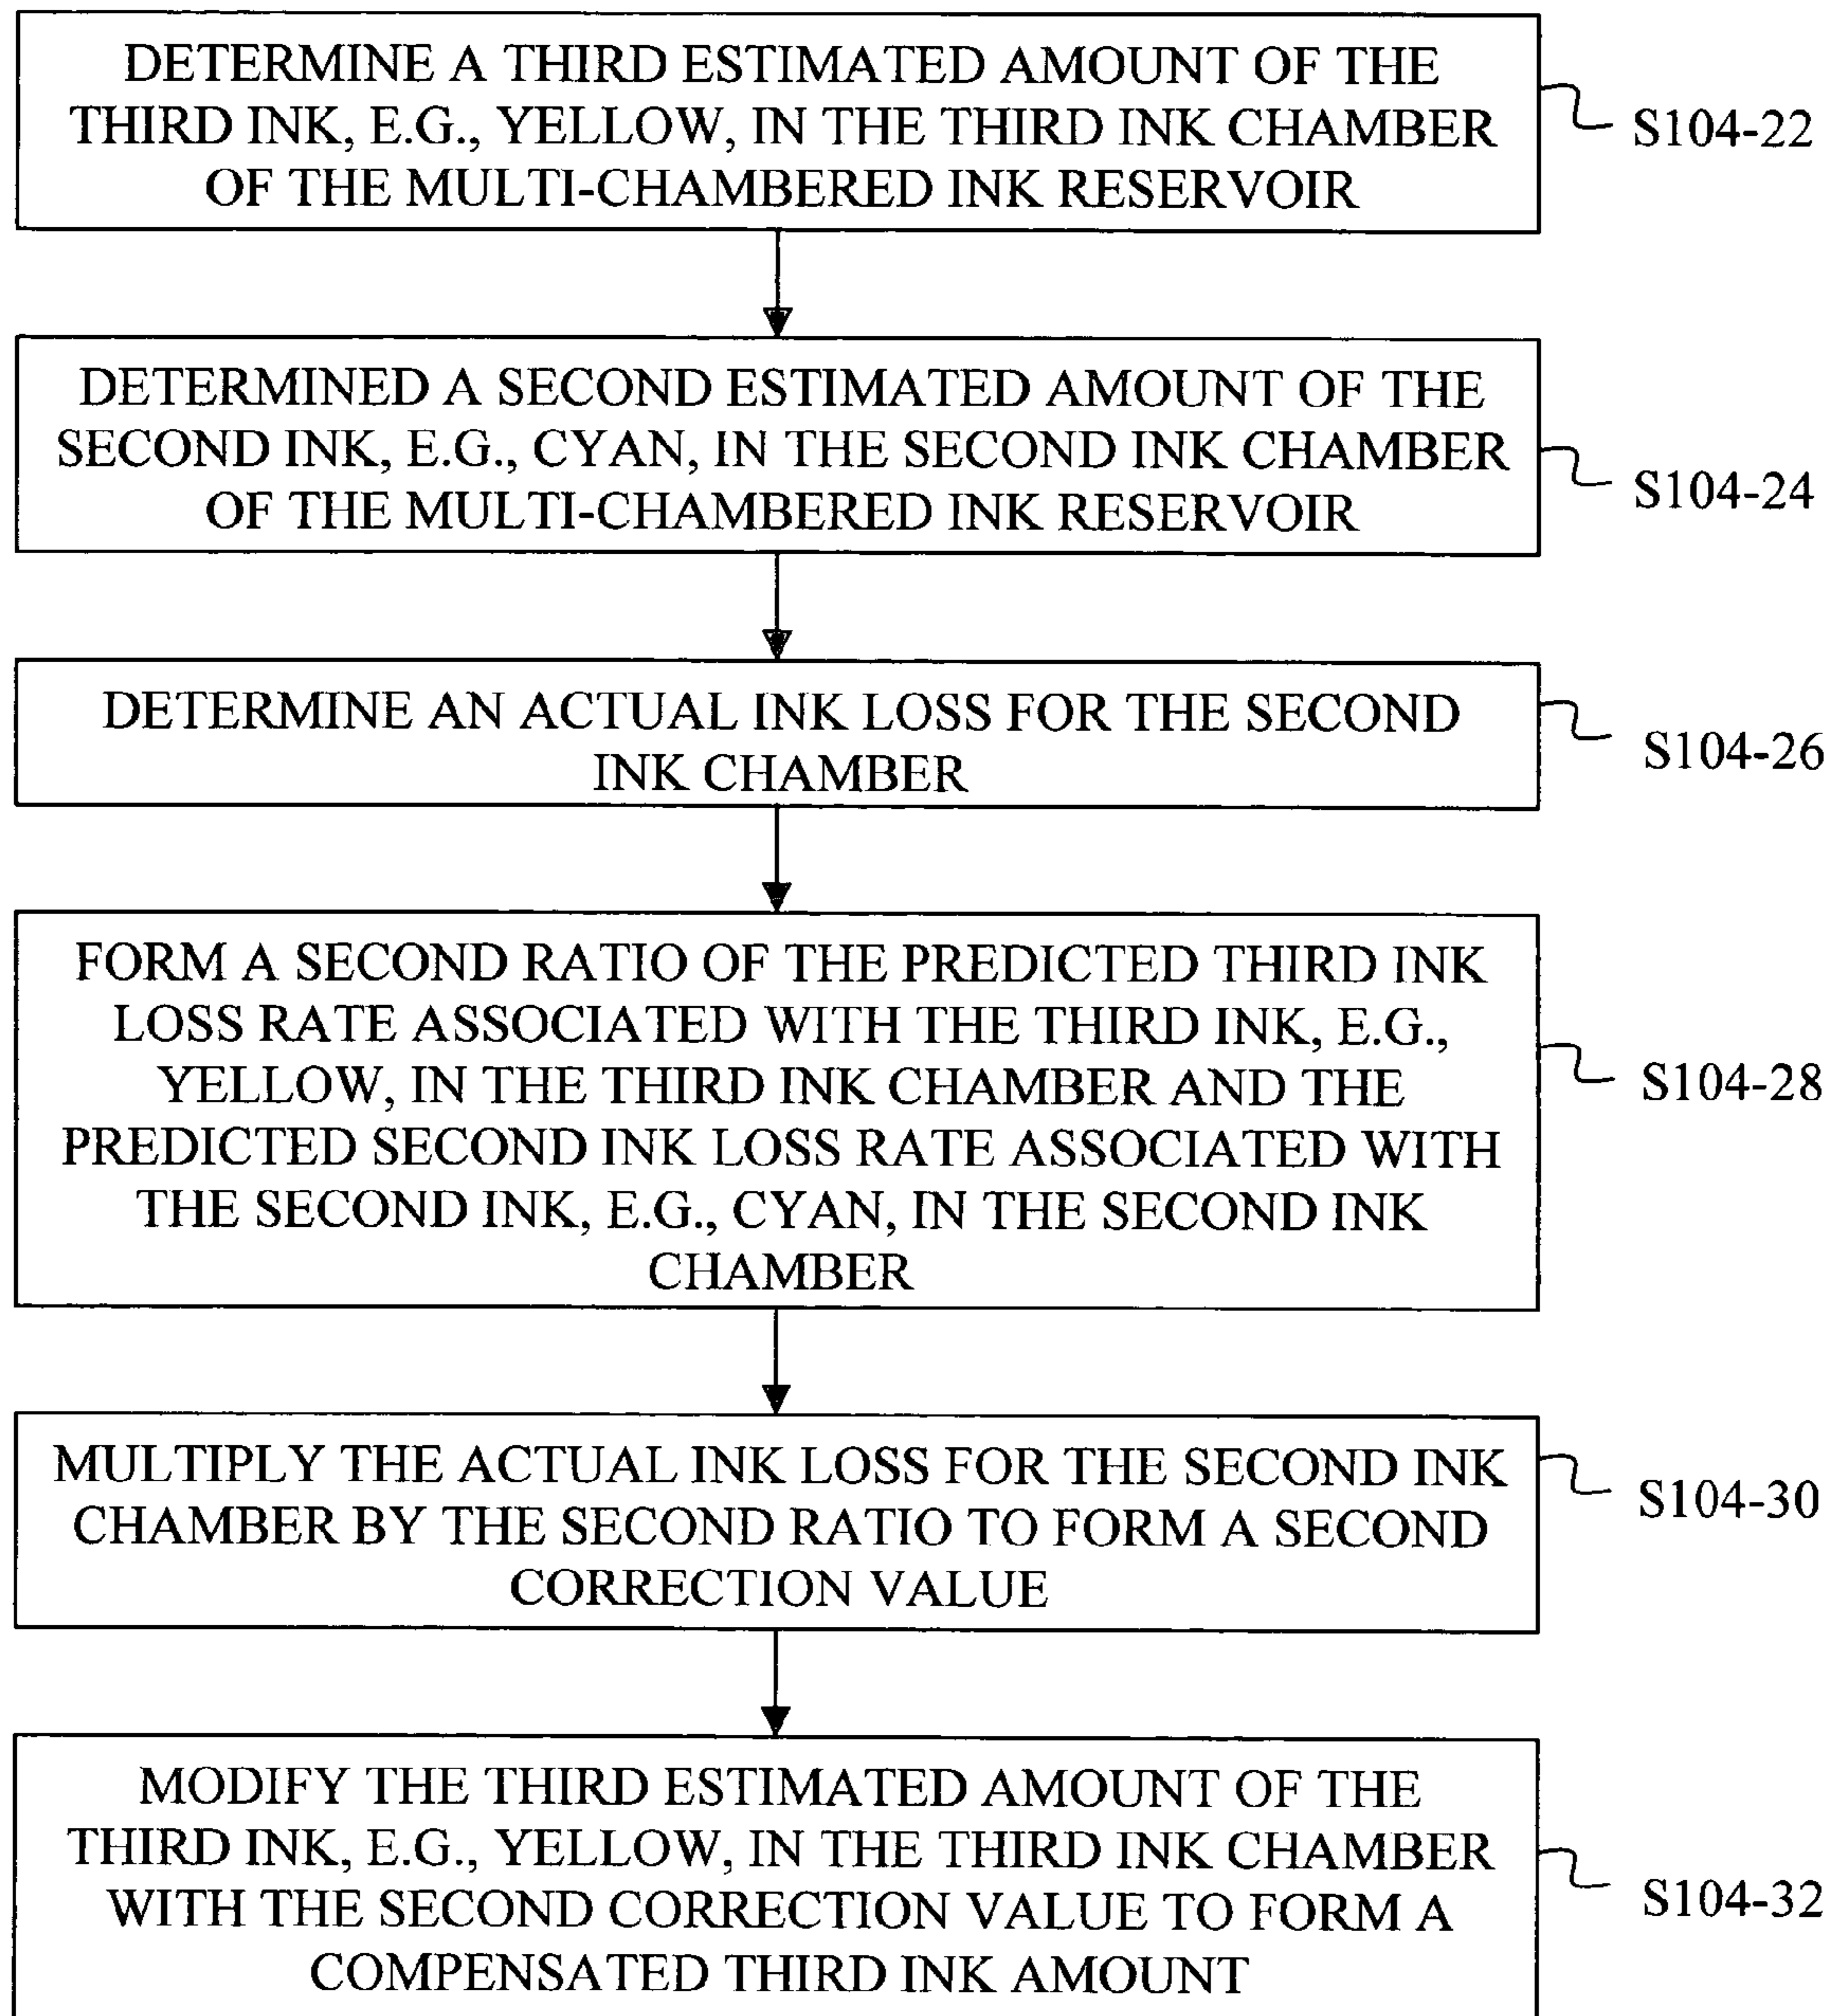 DETERMINE A THIRD ESTIMATED AMOUNT OF THE
THIRD INK, E.G., YELLOW, IN THE THIRD INK CHAMBER
OF THE MULTI-CHAMBERED INK RESERVOIR
S104-22
DETERMINED A SECOND ESTIMATED AMOUNT OF THE
SECOND INK, E.G., CYAN, IN THE SECOND INK CHAMBER
OF THE MULTI-CHAMBERED INK RESERVOIR
S104-24
DETERMINE AN ACTUAL INK LOSS FOR THE SECOND
INK CHAMBER
S104-26
FORM A SECOND RATIO OF THE PREDICTED THIRD INK
LOSS RATE ASSOCIATED WITH THE THIRD INK, E.G.,
YELLOW, IN THE THIRD INK CHAMBER AND THE
PREDICTED SECOND INK LOSS RATE ASSOCIATED WITH
THE SECOND INK, E.G., CYAN, IN THE SECOND INK
CHAMBER
S104-28
MULTIPLY THE ACTUAL INK LOSS FOR THE SECOND INK
CHAMBER BY THE SECOND RATIO TO FORM A SECOND
CORRECTION VALUE
S104-30
MODIFY THE THIRD ESTIMATED AMOUNT OF THE
THIRD INK, E.G., YELLOW, IN THE THIRD INK CHAMBER
WITH THE SECOND CORRECTION VALUE TO FORM A
COMPENSATED THIRD INK AMOUNT
S104-32